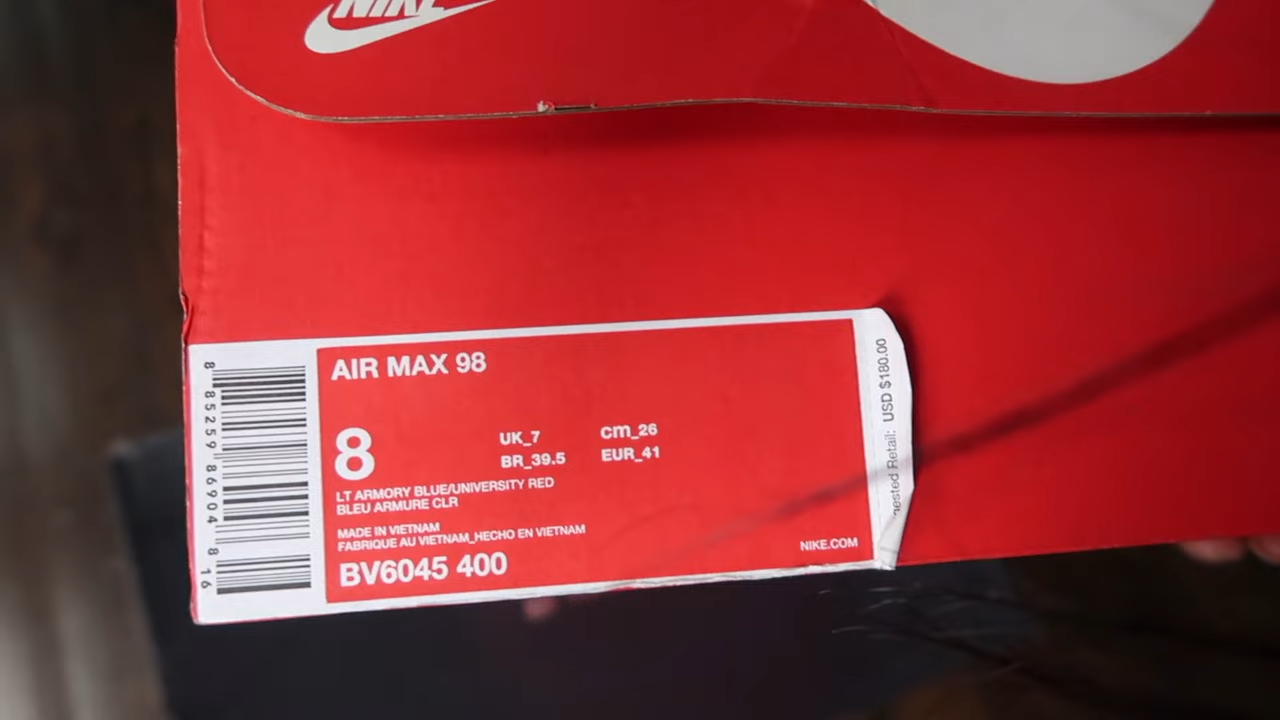 NIKE
AIR MAX 98
8
UK_7
cm_26
BR_39.5
EUR_41
LT ARMORY BLUE/UNIVERSITY RED
BLEU ARMURE CLR
MADE IN VIETNAM
FABRIQUE AU VIETNAM_HECHO EN VIETNAM
BV6045 400
NIKE.COM
8 85259 86904 8 16
Retail: USD $180.00